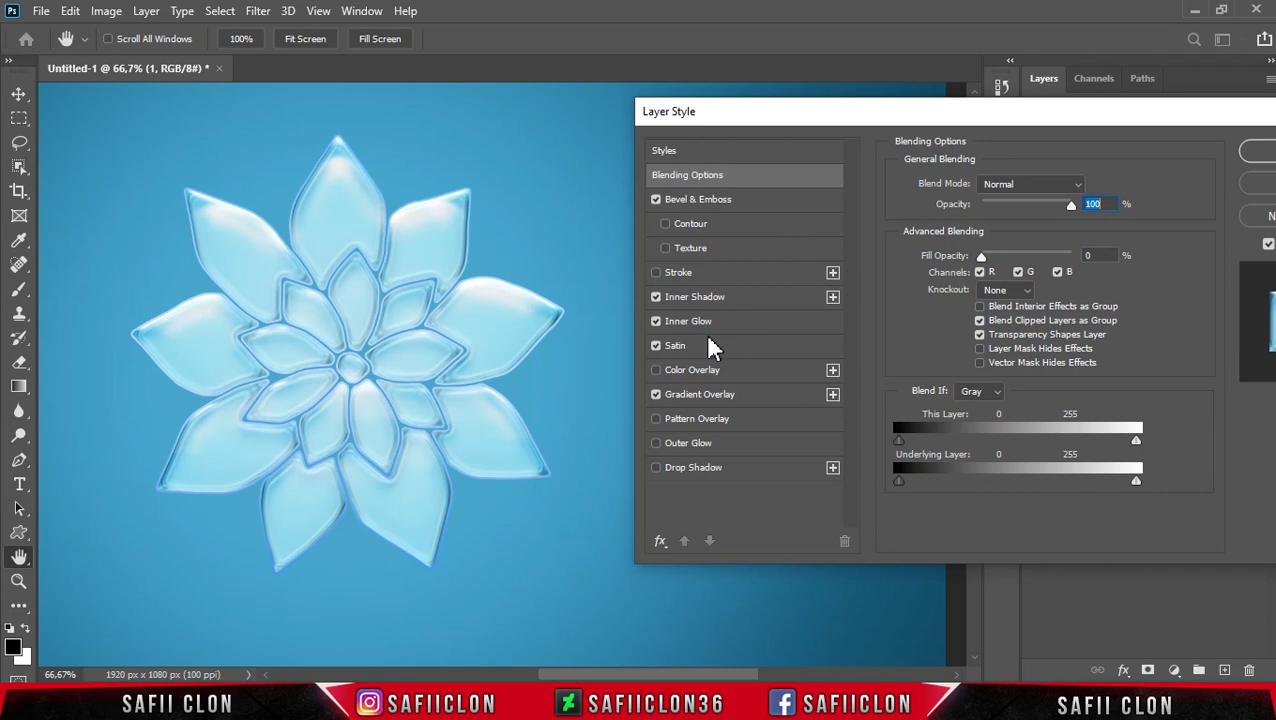 Ps File Edit Image Layer Type Select Filter 3D View Window Help
Scroll All Windows 100% Fit Screen Fill Screen
Untitled-1 @ 66,7% (1, RGB/8#) * ×
Layers Channels Paths
Layer Style
Styles
Blending Options
Bevel & Emboss
Contour
Texture
Stroke
Inner Shadow
Inner Glow
Satin
Color Overlay
Gradient Overlay
Pattern Overlay
Outer Glow
Drop Shadow
fx
Blending Options
General Blending
Blend Mode: Normal
Opacity: 100 %
Advanced Blending
Fill Opacity: 0 %
Channels: R G B
Knockout: None
Blend Interior Effects as Group
Blend Clipped Layers as Group
Transparency Shapes Layer
Layer Mask Hides Effects
Vector Mask Hides Effects
Blend If: Gray
This Layer: 0 255
Underlying Layer: 0 255
N
66,67% 1920 px x 1080 px (100 ppi)
fx
SAFII CLON SAFIICLON SAFIICLON36 SAFIICLON SAFII CLON